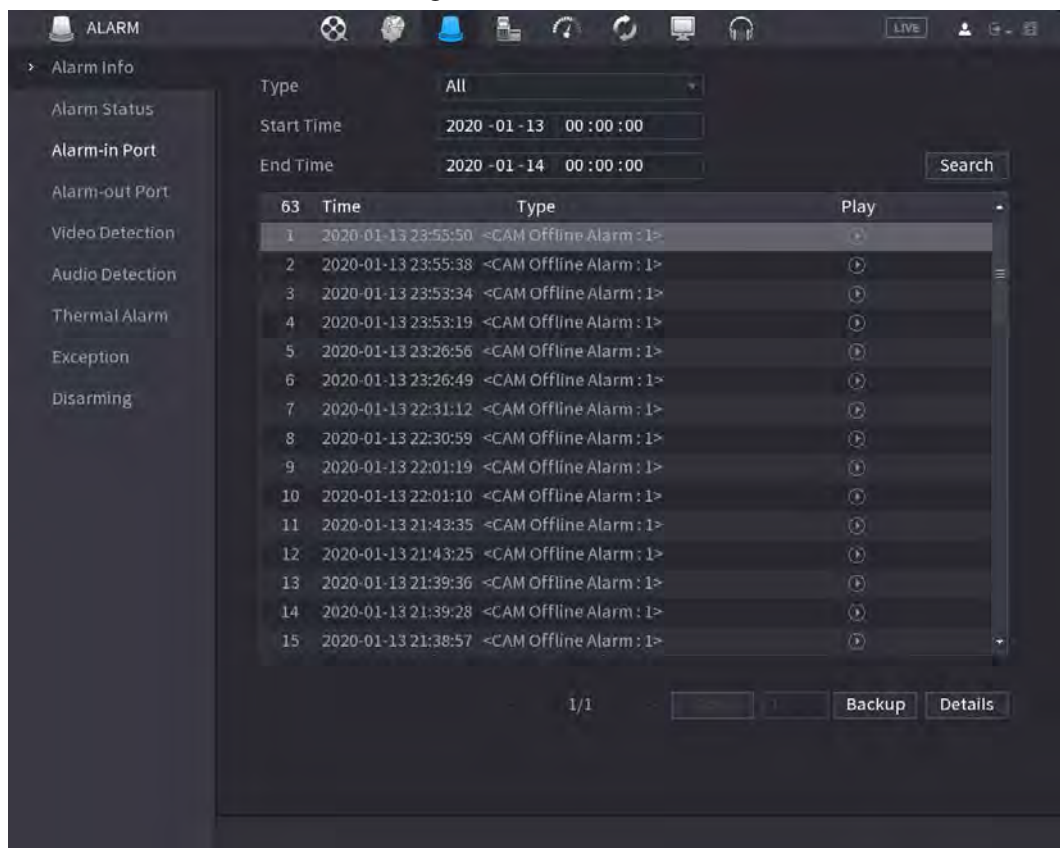 ALARM
LIVE
Alarm Info
Alarm Status
Alarm-in Port
Alarm-out Port
Video Detection
Audio Detection
Thermal Alarm
Exception
Disarming
Type All
Start Time 2020 -01 -13 00 : 00 : 00
End Time 2020 -01 -14 00 : 00 : 00
Search
63 Time Type Play
1 2020-01-13 23:55:50 <CAM Offline Alarm : 1>
2 2020-01-13 23:55:38 <CAM Offline Alarm : 1>
3 2020-01-13 23:53:34 <CAM Offline Alarm : 1>
4 2020-01-13 23:53:19 <CAM Offline Alarm : 1>
5 2020-01-13 23:26:56 <CAM Offline Alarm : 1>
6 2020-01-13 23:26:49 <CAM Offline Alarm : 1>
7 2020-01-13 22:31:12 <CAM Offline Alarm : 1>
8 2020-01-13 22:30:59 <CAM Offline Alarm : 1>
9 2020-01-13 22:01:19 <CAM Offline Alarm : 1>
10 2020-01-13 22:01:10 <CAM Offline Alarm : 1>
11 2020-01-13 21:43:35 <CAM Offline Alarm : 1>
12 2020-01-13 21:43:25 <CAM Offline Alarm : 1>
13 2020-01-13 21:39:36 <CAM Offline Alarm : 1>
14 2020-01-13 21:39:28 <CAM Offline Alarm : 1>
15 2020-01-13 21:38:57 <CAM Offline Alarm : 1>
1/1
Backup
Details